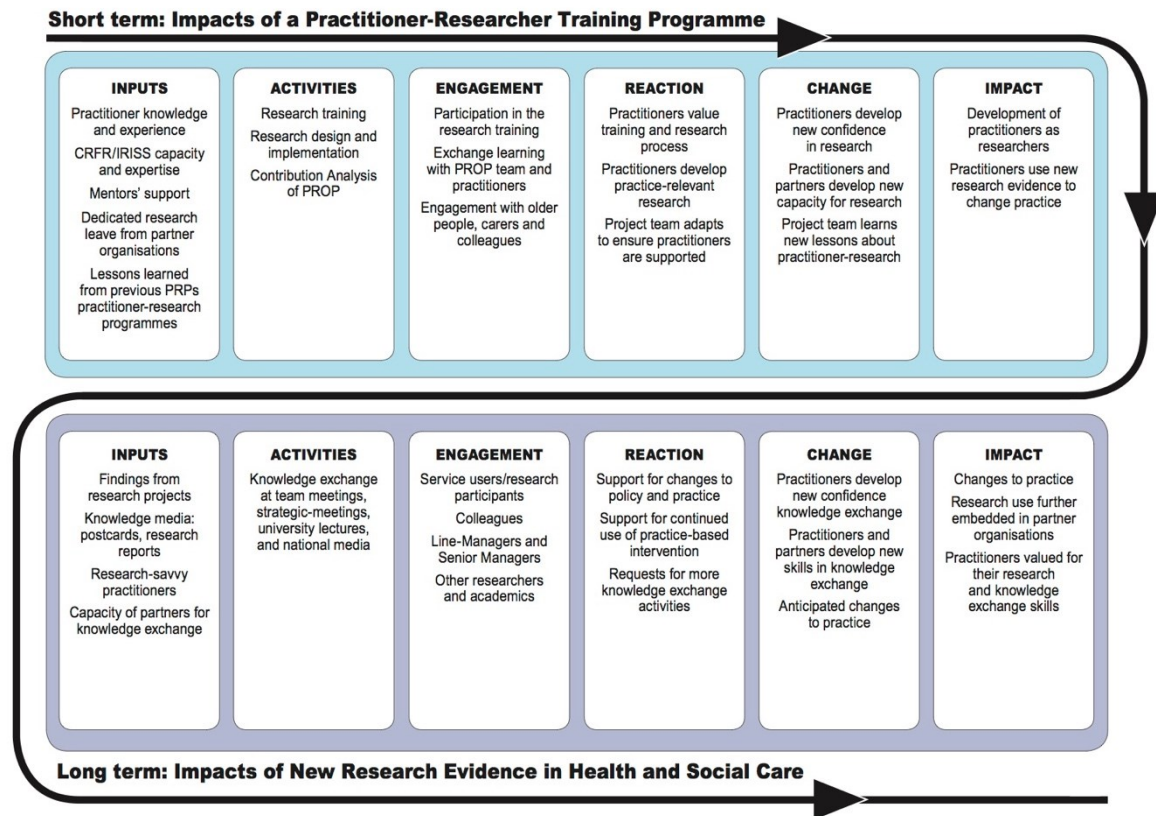 Short term: Impacts of a Practitioner-Researcher Training Programme
INPUTS
Practitioner knowledge
and experience
CRFR/IRISS capacity
and expertise
Mentors' support
Dedicated research
leave from partner
organisations
Lessons learned
from previous PRPs
practitioner-research
programmes
ACTIVITIES
Research training
Research design and
implementation
Contribution Analysis
of PROP
ENGAGEMENT
Participation in the
research training
Exchange learning
with PROP team and
practitioners
Engagement with older
people, carers and
colleagues
REACTION
Practitioners value
training and research
process
Practitioners develop
practice-relevant
research
Project team adapts
to ensure practitioners
are supported
CHANGE
Practitioners develop
new confidence
in research
Practitioners and
partners develop new
capacity for research
Project team learns
new lessons about
practitioner-research
IMPACT
Development of
practitioners as
researchers
Practitioners use new
research evidence to
change practice
INPUTS
Findings from
research projects
Knowledge media:
postcards, research
reports
Research-savvy
practitioners
Capacity of partners for
knowledge exchange
ACTIVITIES
Knowledge exchange
at team meetings,
strategic-meetings,
university lectures,
and national media
ENGAGEMENT
Service users/research
participants
Colleagues
Line-Managers and
Senior Managers
Other researchers
and academics
REACTION
Support for changes to
policy and practice
Support for continued
use of practice-based
intervention
Requests for more
knowledge exchange
activities
CHANGE
Practitioners develop
new confidence
knowledge exchange
Practitioners and
partners develop new
skills in knowledge
exchange
Anticipated changes
to practice
IMPACT
Changes to practice
Research use further
embedded in partner
organisations
Practitioners valued for
their research
and knowledge
exchange skills
Long term: Impacts of New Research Evidence in Health and Social Care